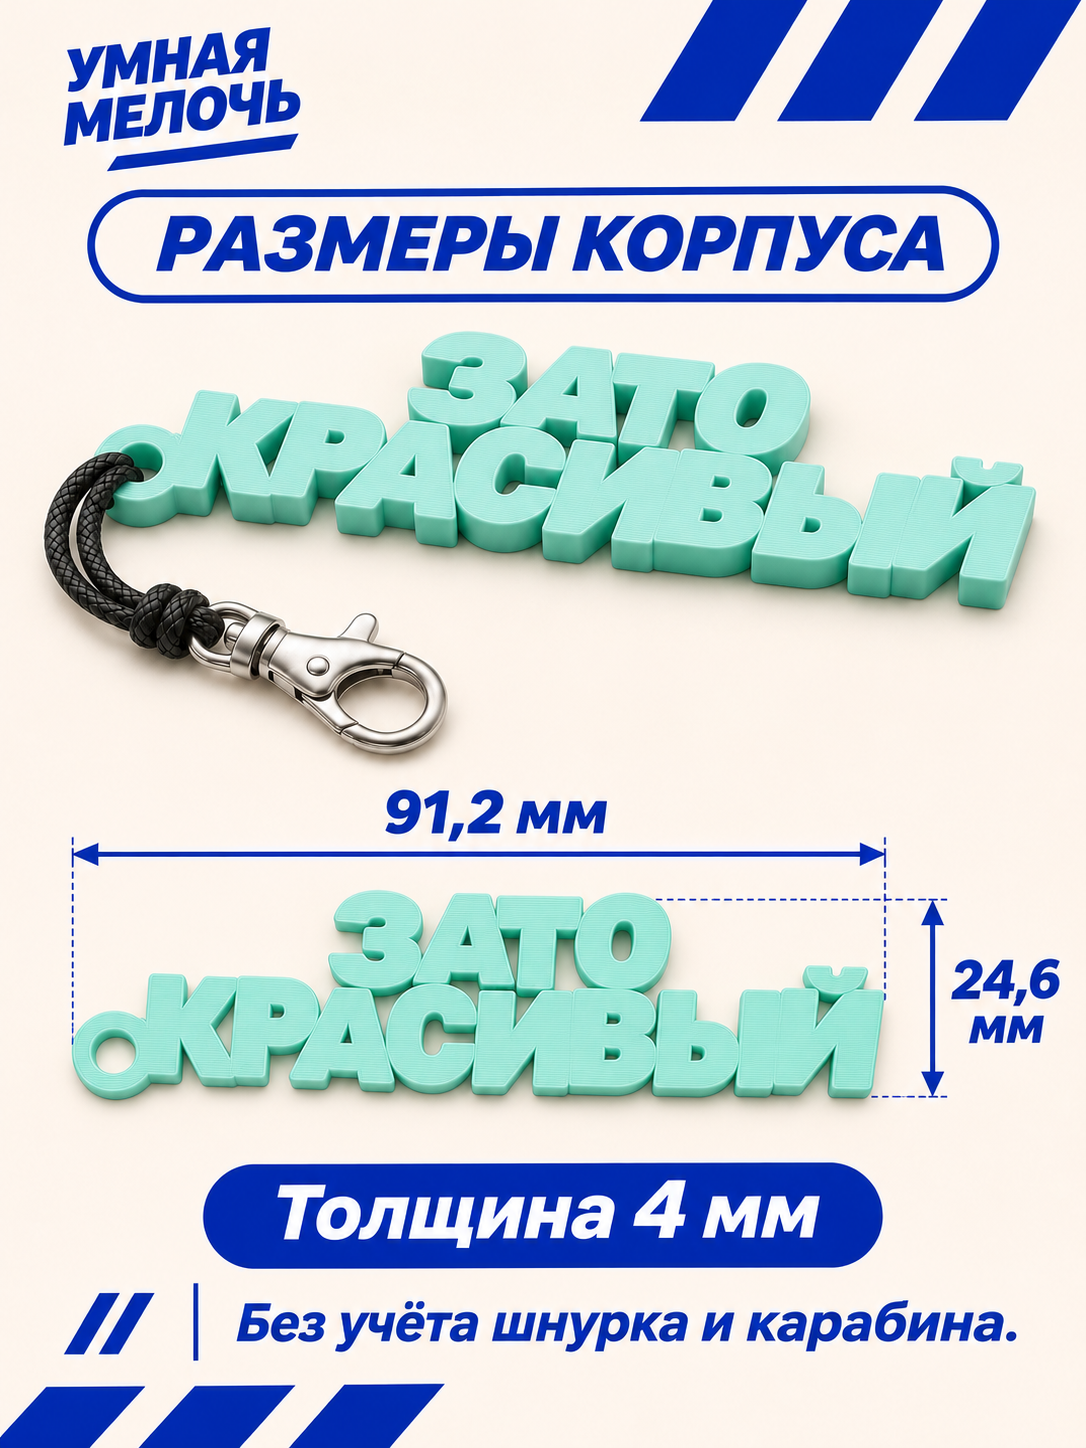 УМНАЯ
МЕЛОЧЬ
РАЗМЕРЫ КОРПУСА
ЗАТО
КРАСИВЫЙ
91,2 мм
ЗАТО
КРАСИВЫЙ
24,6
мм
Толщина 4 мм
Без учёта шнурка и карабина.